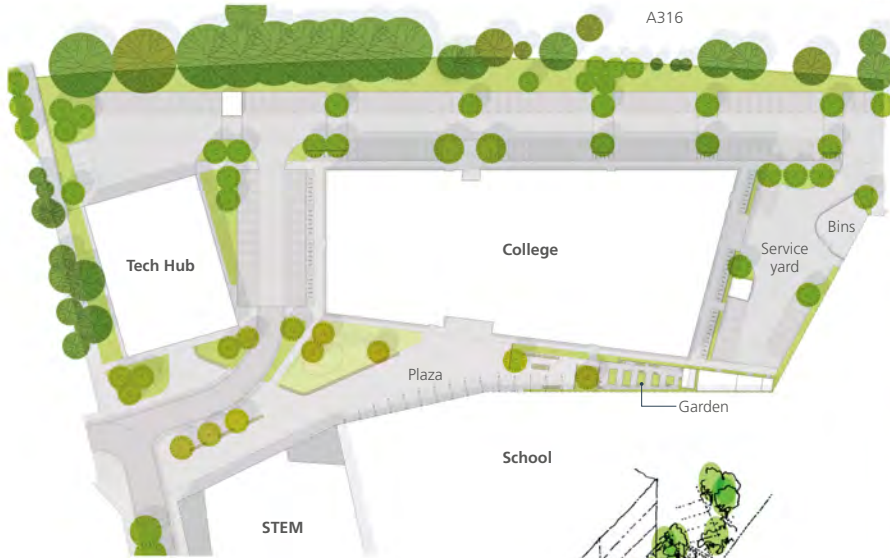 A316
Tech Hub
College
Bins
Service
yard
Plaza
Garden
School
STEM